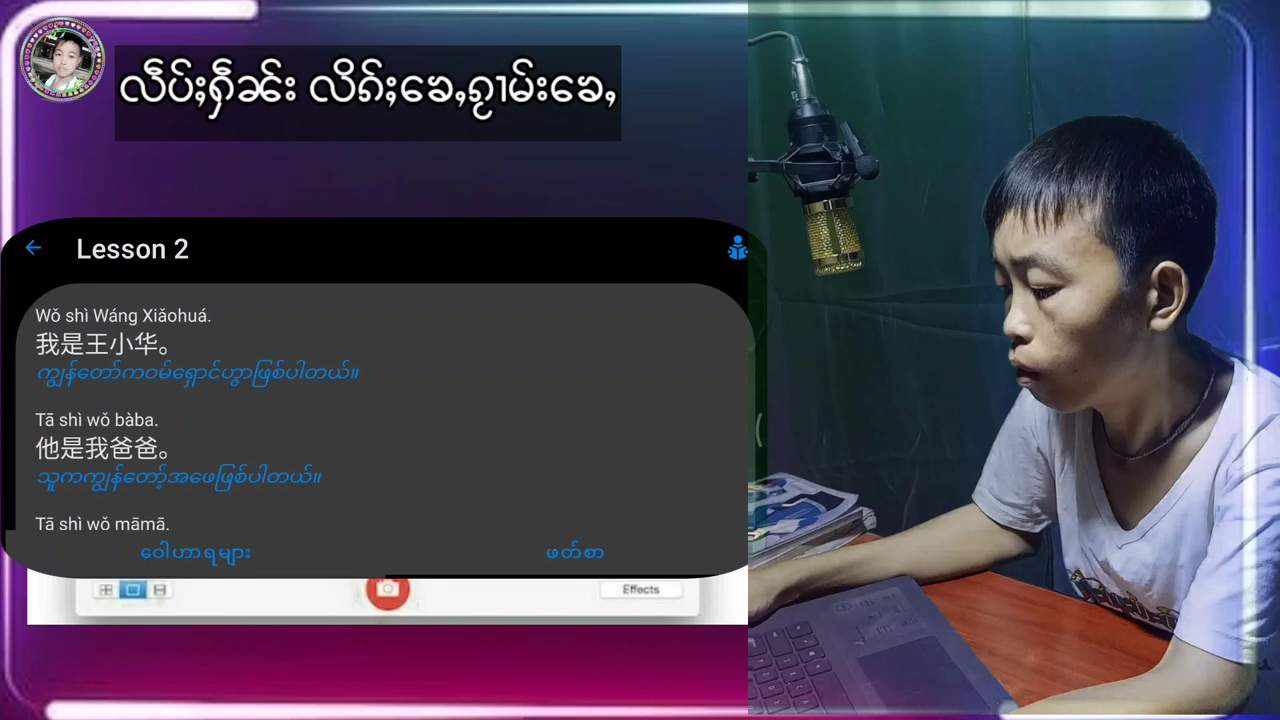 လဵပ်ႈႁဵၼ်း လိၵ်ႈၶေႇၵႂၢမ်းၶေႇ
Lesson 2
Wǒ shì Wáng Xiǎohuá.
我是王小华。
ကျွန်တော်ကဝမ်ရှောင်ဟွာဖြစ်ပါတယ်။
Tā shì wǒ bàba.
他是我爸爸。
သူကကျွန်တော့်အဖေဖြစ်ပါတယ်။
Tā shì wǒ māmā.
ဝေါဟာရများ
ဖတ်စာ
Effects